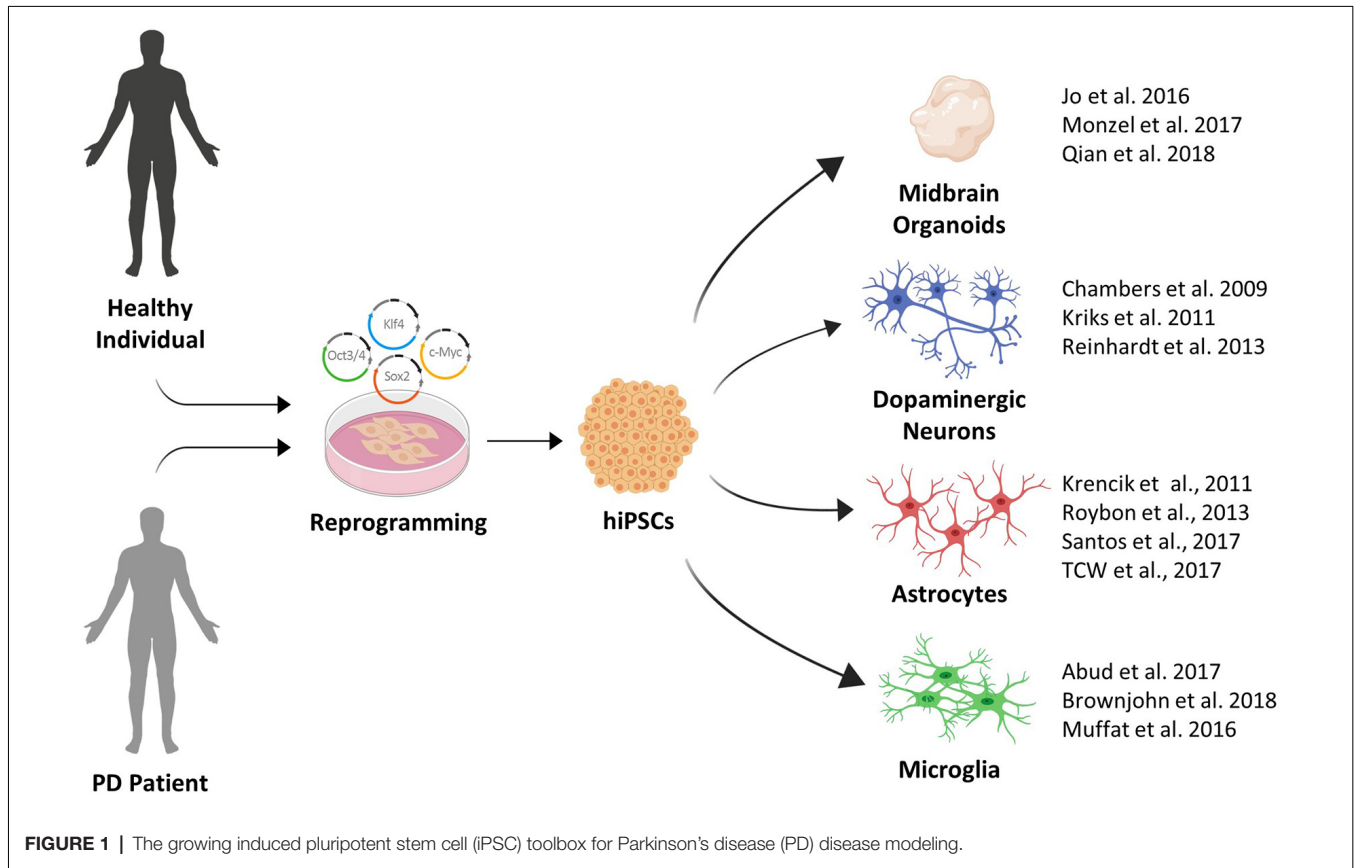 Healthy
Individual
PD Patient
Klf4
Oct3/4
c-Myc
Sox2
Reprogramming
hiPSCs
Midbrain
Organoids
Jo et al. 2016
Monzel et al. 2017
Qian et al. 2018
Dopaminergic
Neurons
Chambers et al. 2009
Kriks et al. 2011
Reinhardt et al. 2013
Astrocytes
Krencik et al., 2011
Roybon et al., 2013
Santos et al., 2017
TCW et al., 2017
Microglia
Abud et al. 2017
Brownjohn et al. 2018
Muffat et al. 2016
FIGURE 1 | The growing induced pluripotent stem cell (iPSC) toolbox for Parkinson's disease (PD) disease modeling.